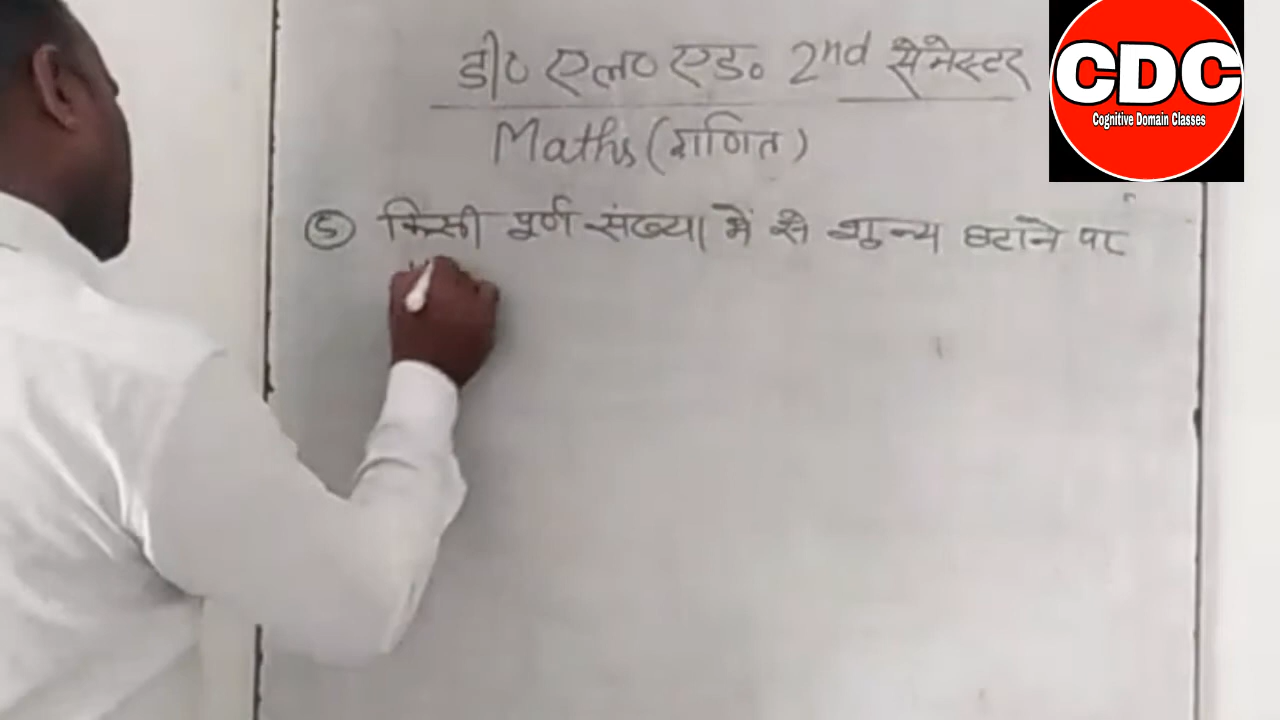 डी० एल० एड० 2nd सेमेस्टर
CDC
Cognitive Domain Classes
Maths (गणित)
(5) किसी पूर्ण संख्या में से शून्य घटाने पर